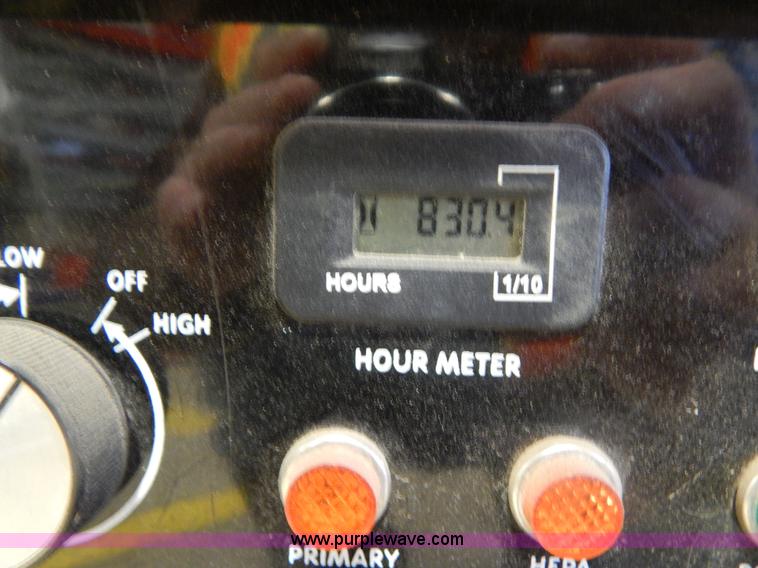 830.4
HOURS
1/10
LOW
OFF
HIGH
HOUR METER
www.purplewave.com
PRIMARY
HEPA